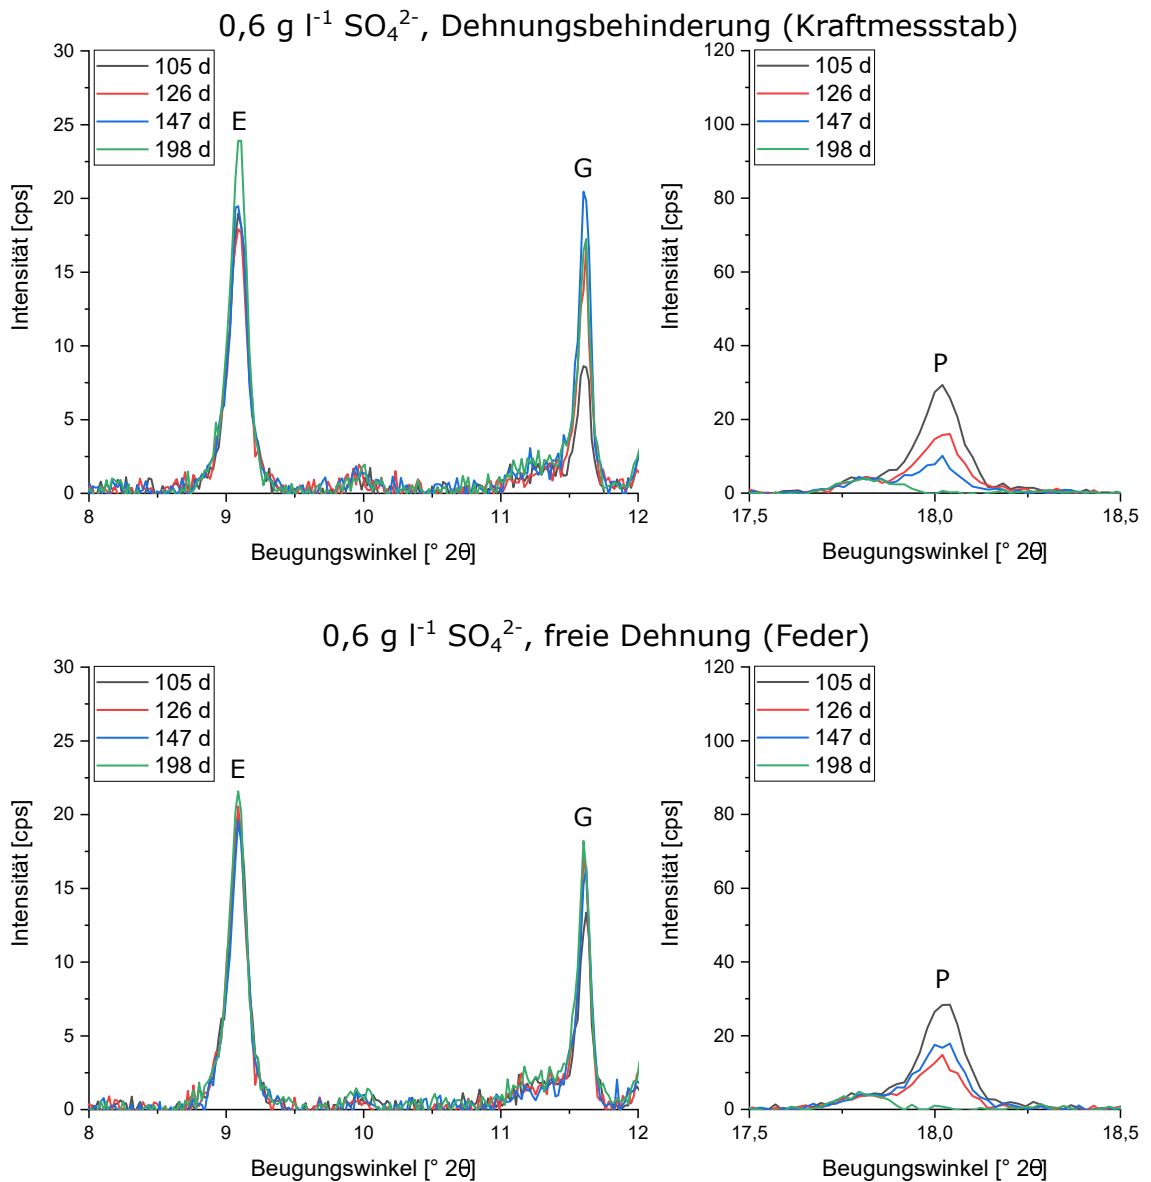 0,6 g l⁻¹ SO₄²⁻, Dehnungsbehinderung (Kraftmessstab)
30
25
20
15
10
5
0
Intensität [cps]
105 d
126 d
147 d
198 d
E
G
8
9
10
11
12
Beugungswinkel [° 2θ]
120
100
80
60
40
20
0
Intensität [cps]
105 d
126 d
147 d
198 d
P
17,5
18,0
18,5
Beugungswinkel [° 2θ]
0,6 g l⁻¹ SO₄²⁻, freie Dehnung (Feder)
30
25
20
15
10
5
0
Intensität [cps]
105 d
126 d
147 d
198 d
E
G
8
9
10
11
12
Beugungswinkel [° 2θ]
120
100
80
60
40
20
0
Intensität [cps]
105 d
126 d
147 d
198 d
P
17,5
18,0
18,5
Beugungswinkel [° 2θ]